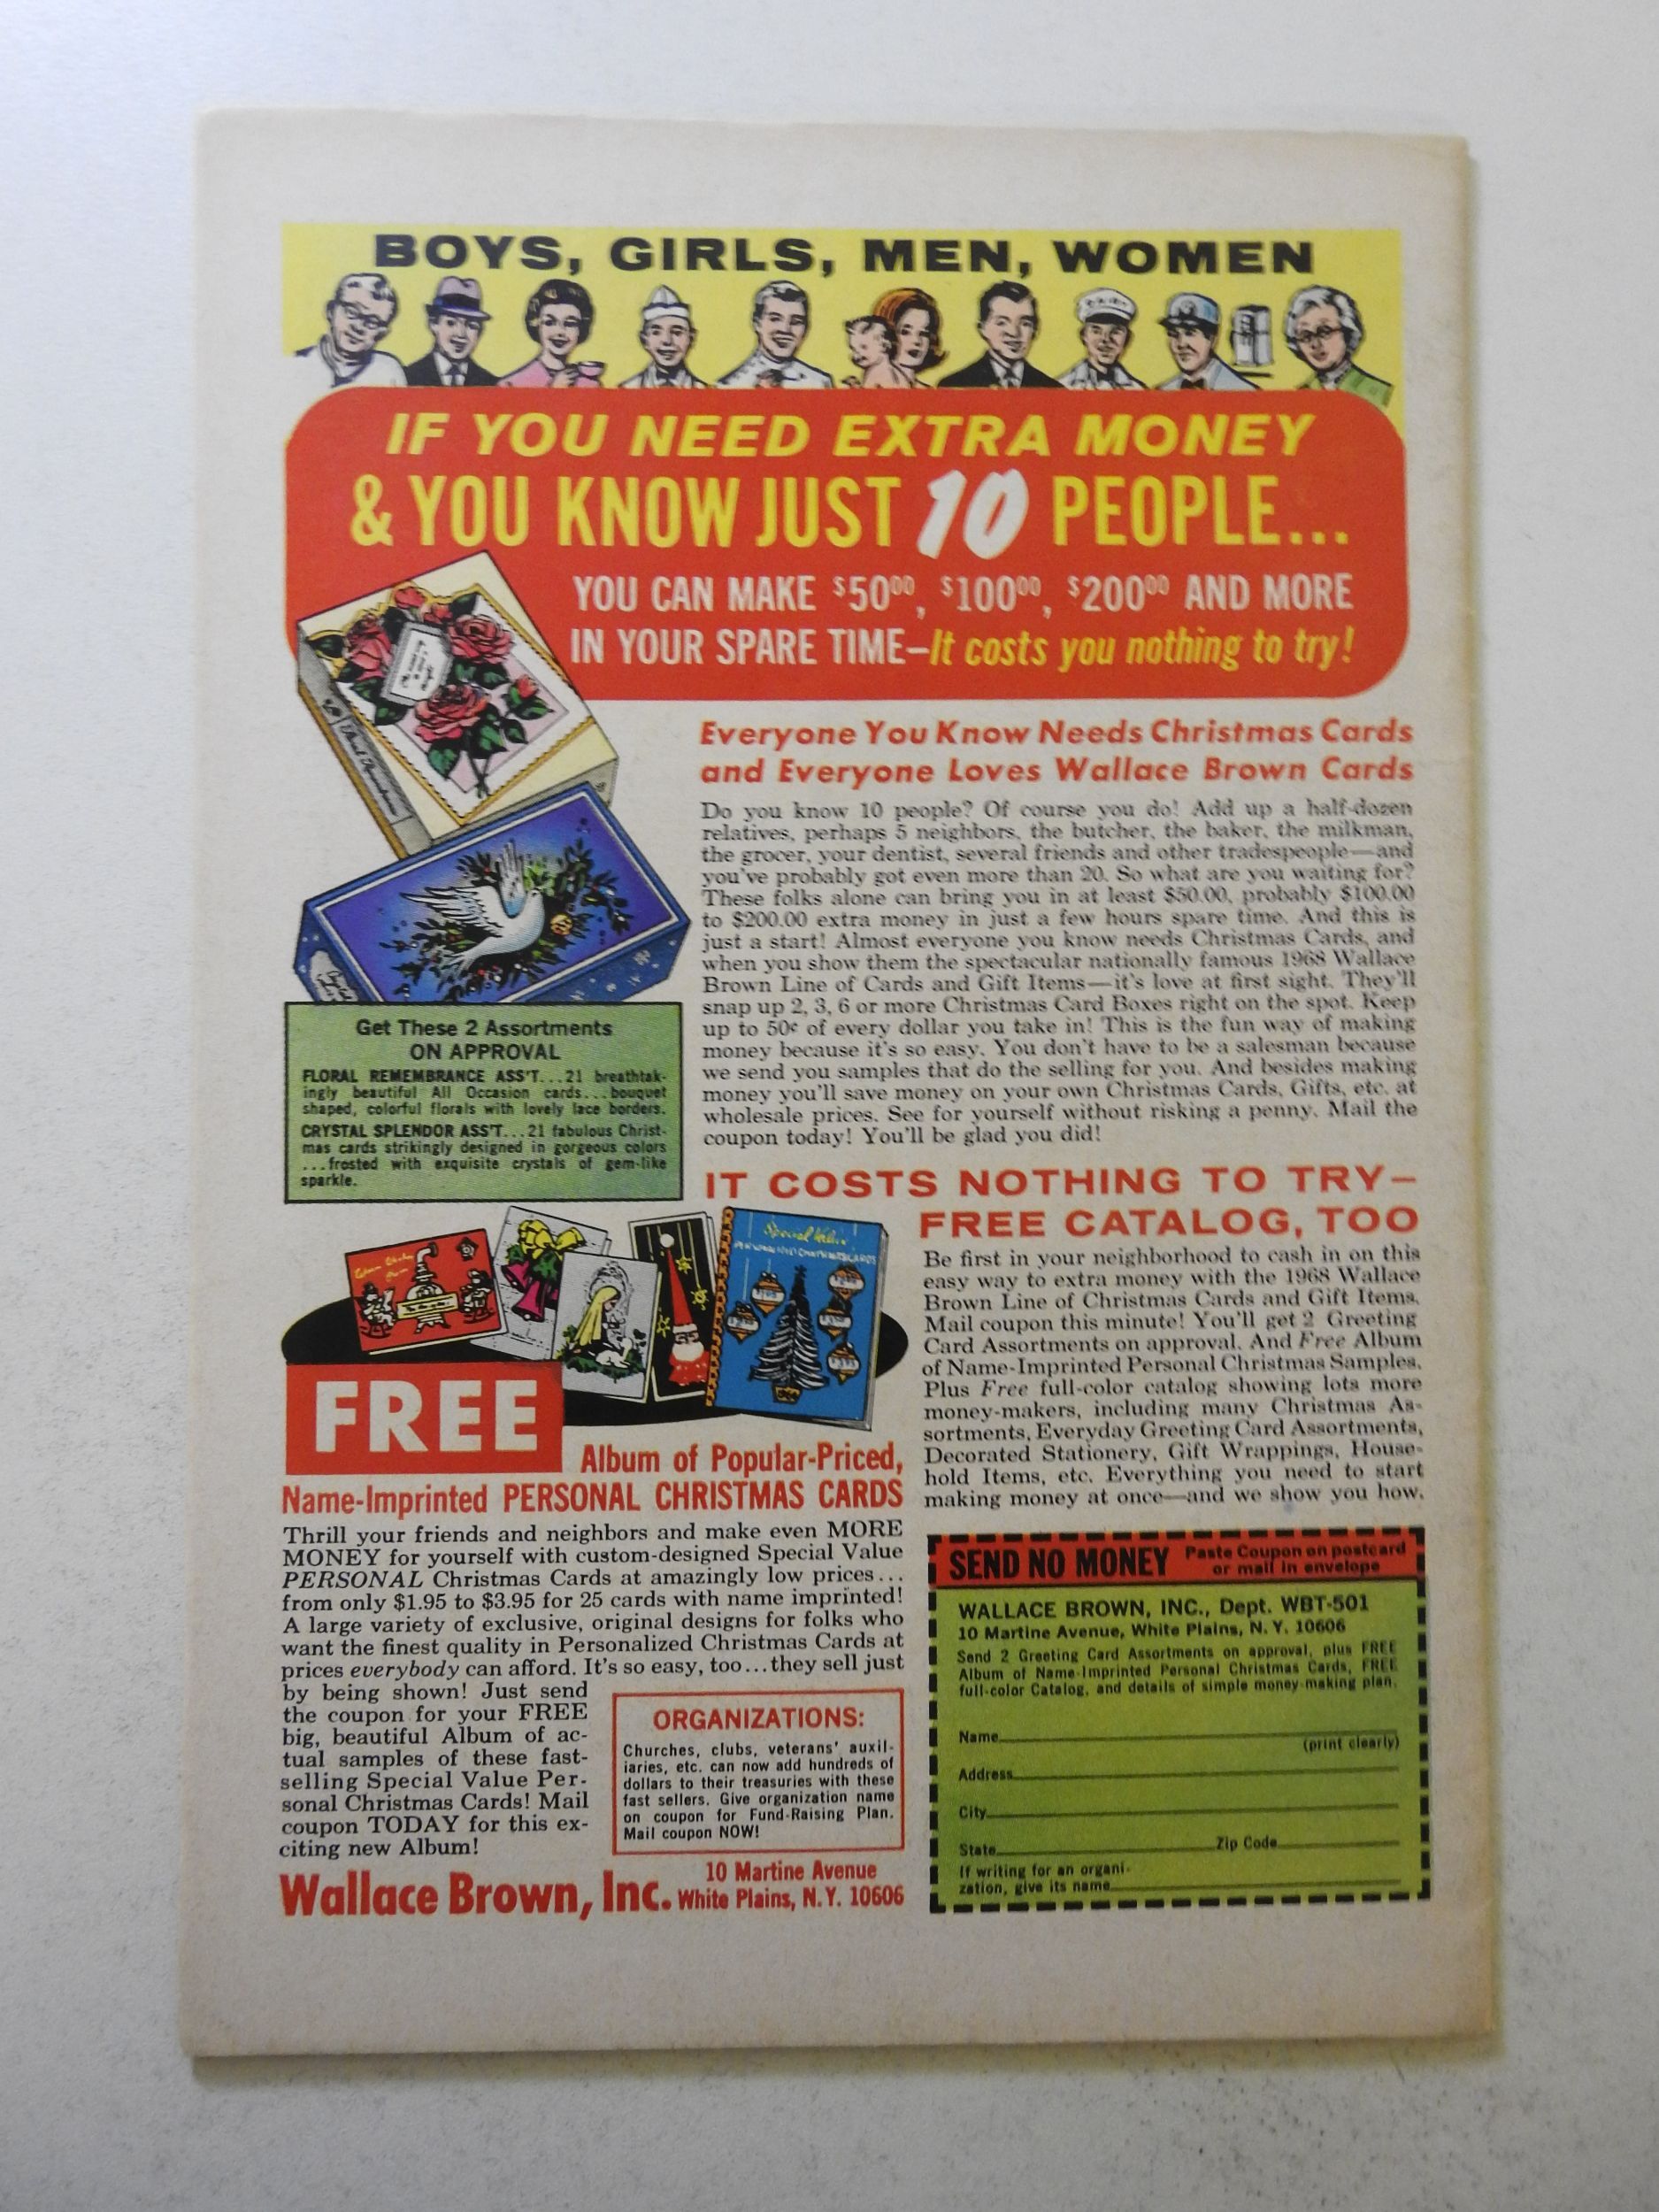 BOYS, GIRLS, MEN, WOMEN
IF YOU NEED EXTRA MONEY
& YOU KNOW JUST 10 PEOPLE...
YOU CAN MAKE $50⁰⁰, $100⁰⁰, $200⁰⁰ AND MORE
IN YOUR SPARE TIME—It costs you nothing to try!
Everyone You Know Needs Christmas Cards
and Everyone Loves Wallace Brown Cards
Do you know 10 people? Of course you do! Add up a half-dozen
relatives, perhaps 5 neighbors, the butcher, the baker, the milkman,
the grocer, your dentist, several friends and other tradespeople—and
you've probably got even more than 20. So what are you waiting for?
These folks alone can bring you in at least $50.00, probably $100.00
to $200.00 extra money in just a few hours spare time. And this is
just a start! Almost everyone you know needs Christmas Cards, and
when you show them the spectacular nationally famous 1968 Wallace
Brown Line of Cards and Gift Items—it's love at first sight. They'll
snap up 2, 3, 6 or more Christmas Card Boxes right on the spot. Keep
up to 50¢ of every dollar you take in! This is the fun way of making
money because it's so easy. You don't have to be a salesman because
we send you samples that do the selling for you. And besides making
money you'll save money on your own Christmas Cards, Gifts, etc. at
wholesale prices. See for yourself without risking a penny. Mail the
coupon today! You'll be glad you did!
Get These 2 Assortments
ON APPROVAL
FLORAL REMEMBRANCE ASS'T...21 breathtak-
ingly beautiful All Occasion cards...bouquet
shaped, colorful florals with lovely lace borders.
CRYSTAL SPLENDOR ASS'T...21 fabulous Christ-
mas cards strikingly designed in gorgeous colors
...frosted with exquisite crystals of gem-like
sparkle.
IT COSTS NOTHING TO TRY—
FREE CATALOG, TOO
Be first in your neighborhood to cash in on this
easy way to extra money with the 1968 Wallace
Brown Line of Christmas Cards and Gift Items.
Mail coupon this minute! You'll get 2 Greeting
Card Assortments on approval. And Free Album
of Name-Imprinted Personal Christmas Samples.
Plus Free full-color catalog showing lots more
money-makers, including many Christmas As-
sortments, Everyday Greeting Card Assortments,
Decorated Stationery, Gift Wrappings, House-
hold Items, etc. Everything you need to start
making money at once—and we show you how.
Special Value
PERSONALIZED CHRISTMAS CARDS
FREE
Album of Popular-Priced,
Name-Imprinted PERSONAL CHRISTMAS CARDS
Thrill your friends and neighbors and make even MORE
MONEY for yourself with custom-designed Special Value
PERSONAL Christmas Cards at amazingly low prices...
from only $1.95 to $3.95 for 25 cards with name imprinted!
A large variety of exclusive, original designs for folks who
want the finest quality in Personalized Christmas Cards at
prices everybody can afford. It's so easy, too...they sell just
by being shown! Just send
the coupon for your FREE
big, beautiful Album of ac-
tual samples of these fast-
selling Special Value Per-
sonal Christmas Cards! Mail
coupon TODAY for this ex-
citing new Album!
ORGANIZATIONS:
Churches, clubs, veterans' auxil-
iaries, etc. can now add hundreds of
dollars to their treasuries with these
fast sellers. Give organization name
on coupon for Fund-Raising Plan.
Mail coupon NOW!
Wallace Brown, Inc. 10 Martine Avenue
White Plains, N.Y. 10606
SEND NO MONEY Paste Coupon on postcard
or mail in envelope
WALLACE BROWN, INC., Dept. WBT-501
10 Martine Avenue, White Plains, N.Y. 10606
Send 2 Greeting Card Assortments on approval, plus FREE
Album of Name-Imprinted Personal Christmas Cards, FREE
full-color Catalog, and details of simple money-making plan.
Name
(print clearly)
Address
City
State Zip Code
If writing for an organi-
zation, give its name